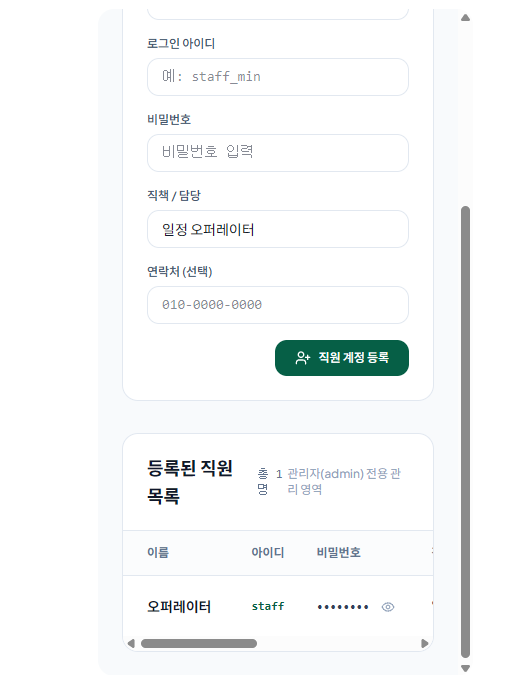 로그인 아이디
예: staff_min
비밀번호
비밀번호 입력
직책 / 담당
일정 오퍼레이터
연락처 (선택)
010-0000-0000
직원 계정 등록
등록된 직원
목록
총 1
명
관리자(admin) 전용 관
리 영역
이름 아이디 비밀번호
오퍼레이터 staff ••••••••